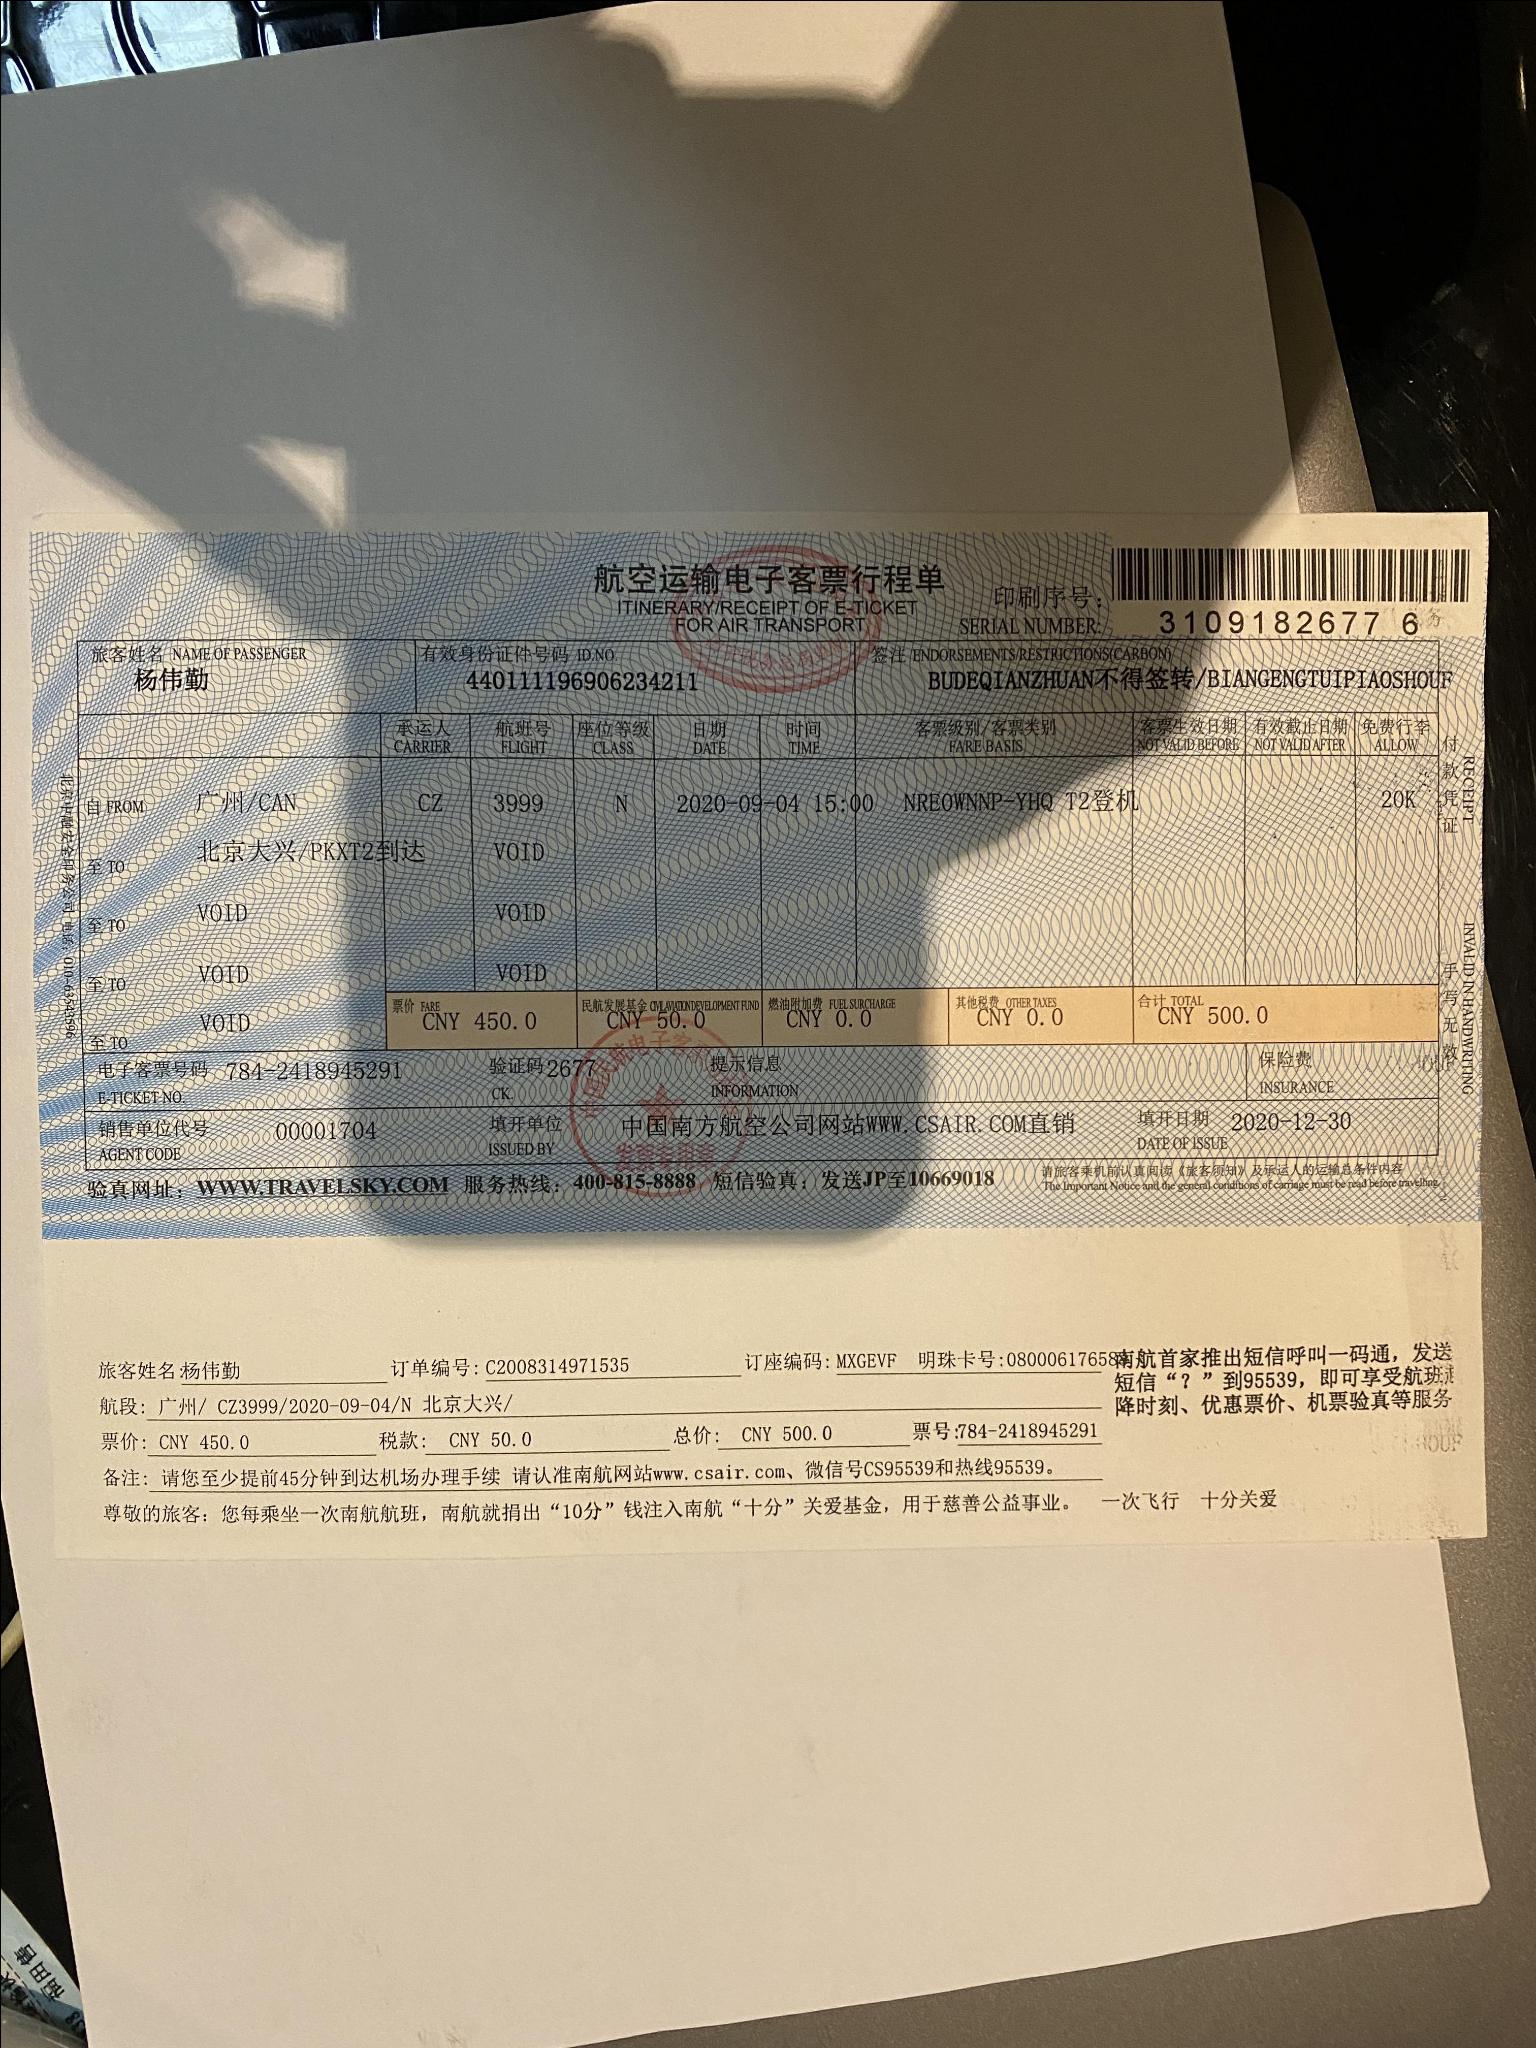 航空运输电子客票行程单
ITINERARY/RECEIPT OF E-TICKET
FOR AIR TRANSPORT
印刷序号:
SERIAL NUMBER: 3109182677 6
旅客姓名 NAME OF PASSENGER 有效身份证件号码 ID.NO. 签注 ENDORSEMENTS/RESTRICTIONS(CARBON)
杨伟勤 440111196906234211 BUDEQIANZHUAN不得签转/BIANGENGTUIPIAOSHOUF
承运人 航班号 座位等级 日期 时间 客票级别/客票类别 客票生效日期 有效截止日期 免费行李
CARRIER FLIGHT CLASS DATE TIME FARE BASIS NOT VALID BEFORE NOT VALID AFTER ALLOW
自 FROM 广州/CAN CZ 3999 N 2020-09-04 15:00 NREOWNNP-YHQ T2登机 20K
至 TO 北京大兴/PKXT2到达 VOID
至 TO VOID VOID
至 TO VOID VOID
至 TO VOID
票价 FARE 民航发展基金 CIVIL AVIATION DEVELOPMENT FUND 燃油附加费 FUEL SURCHARGE 其他税费 OTHER TAXES 合计 TOTAL
CNY 450.0 CNY 50.0 CNY 0.0 CNY 0.0 CNY 500.0
电子客票号码 784-2418945291 验证码 2677 提示信息 保险费
E-TICKET NO. CK. INFORMATION INSURANCE
销售单位代号 00001704 填开单位 中国南方航空公司网站WWW.CSAIR.COM直销 填开日期 2020-12-30
AGENT CODE ISSUED BY DATE OF ISSUE
验真网址: WWW.TRAVELSKY.COM 服务热线: 400-815-8888 短信验真: 发送JP至10669018
请旅客乘机前认真阅读《旅客须知》及承运人的运输总条件内容
The Important Notice and the general conditions of carriage must be read before travelling.
付款凭证 手写无效
RECEIPT INVALID IN HANDWRITING
发票专用章
旅客姓名:杨伟勤 订单编号: C2008314971535 订座编码: MXGEVF 明珠卡号:08000617658
南航首家推出短信呼叫一码通,发送
短信“?”到95539,即可享受航班
降时刻、优惠票价、机票验真等服务
航段: 广州/ CZ3999/2020-09-04/N 北京大兴/
票价: CNY 450.0 税款: CNY 50.0 总价: CNY 500.0 票号:784-2418945291
备注: 请您至少提前45分钟到达机场办理手续 请认准南航网站www.csair.com、微信号CS95539和热线95539。
尊敬的旅客: 您每乘坐一次南航航班,南航就捐出“10分”钱注入南航“十分”关爱基金,用于慈善公益事业。 一次飞行 十分关爱